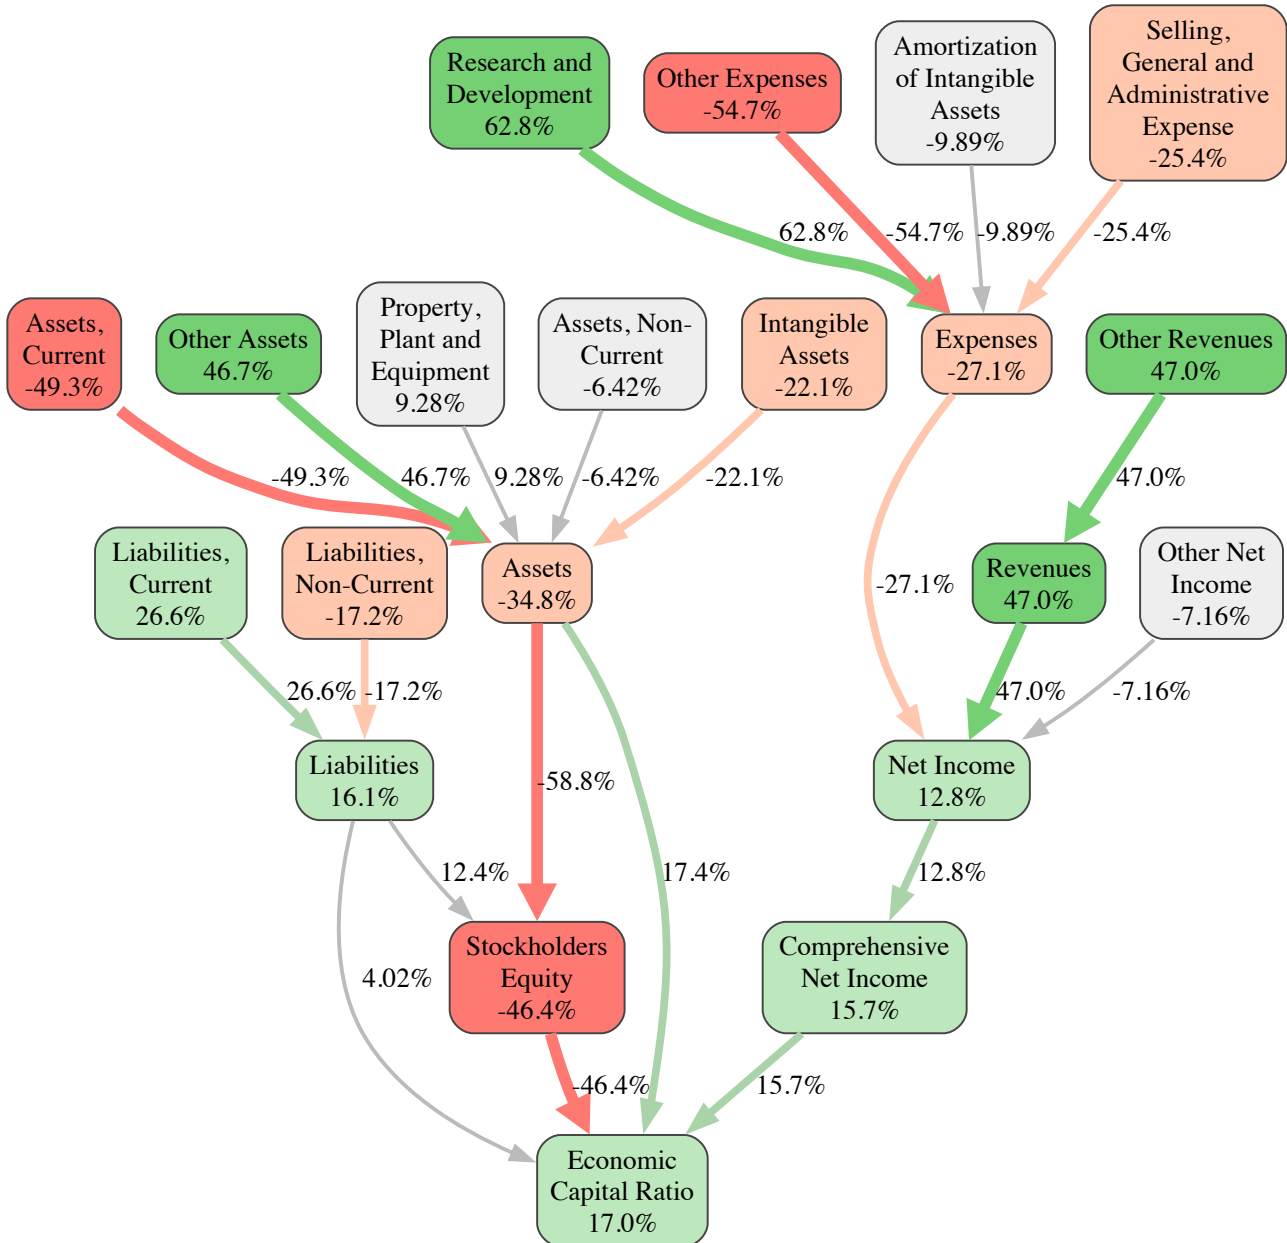 Research and
Development
62.8%
Other Expenses
-54.7%
Amortization
of Intangible
Assets
-9.89%
Selling,
General and
Administrative
Expense
-25.4%
62.8%
-54.7%
-9.89%
-25.4%
Assets,
Current
-49.3%
Other Assets
46.7%
Property,
Plant and
Equipment
9.28%
Assets, Non-
Current
-6.42%
Intangible
Assets
-22.1%
Expenses
-27.1%
Other Revenues
47.0%
-49.3%
46.7%
9.28%
-6.42%
-22.1%
47.0%
Liabilities,
Current
26.6%
Liabilities,
Non-Current
-17.2%
Assets
-34.8%
-27.1%
Revenues
47.0%
Other Net
Income
-7.16%
26.6%
-17.2%
47.0%
-7.16%
Liabilities
16.1%
-58.8%
Net Income
12.8%
12.4%
17.4%
12.8%
4.02%
Stockholders
Equity
-46.4%
Comprehensive
Net Income
15.7%
-46.4%
15.7%
Economic
Capital Ratio
17.0%